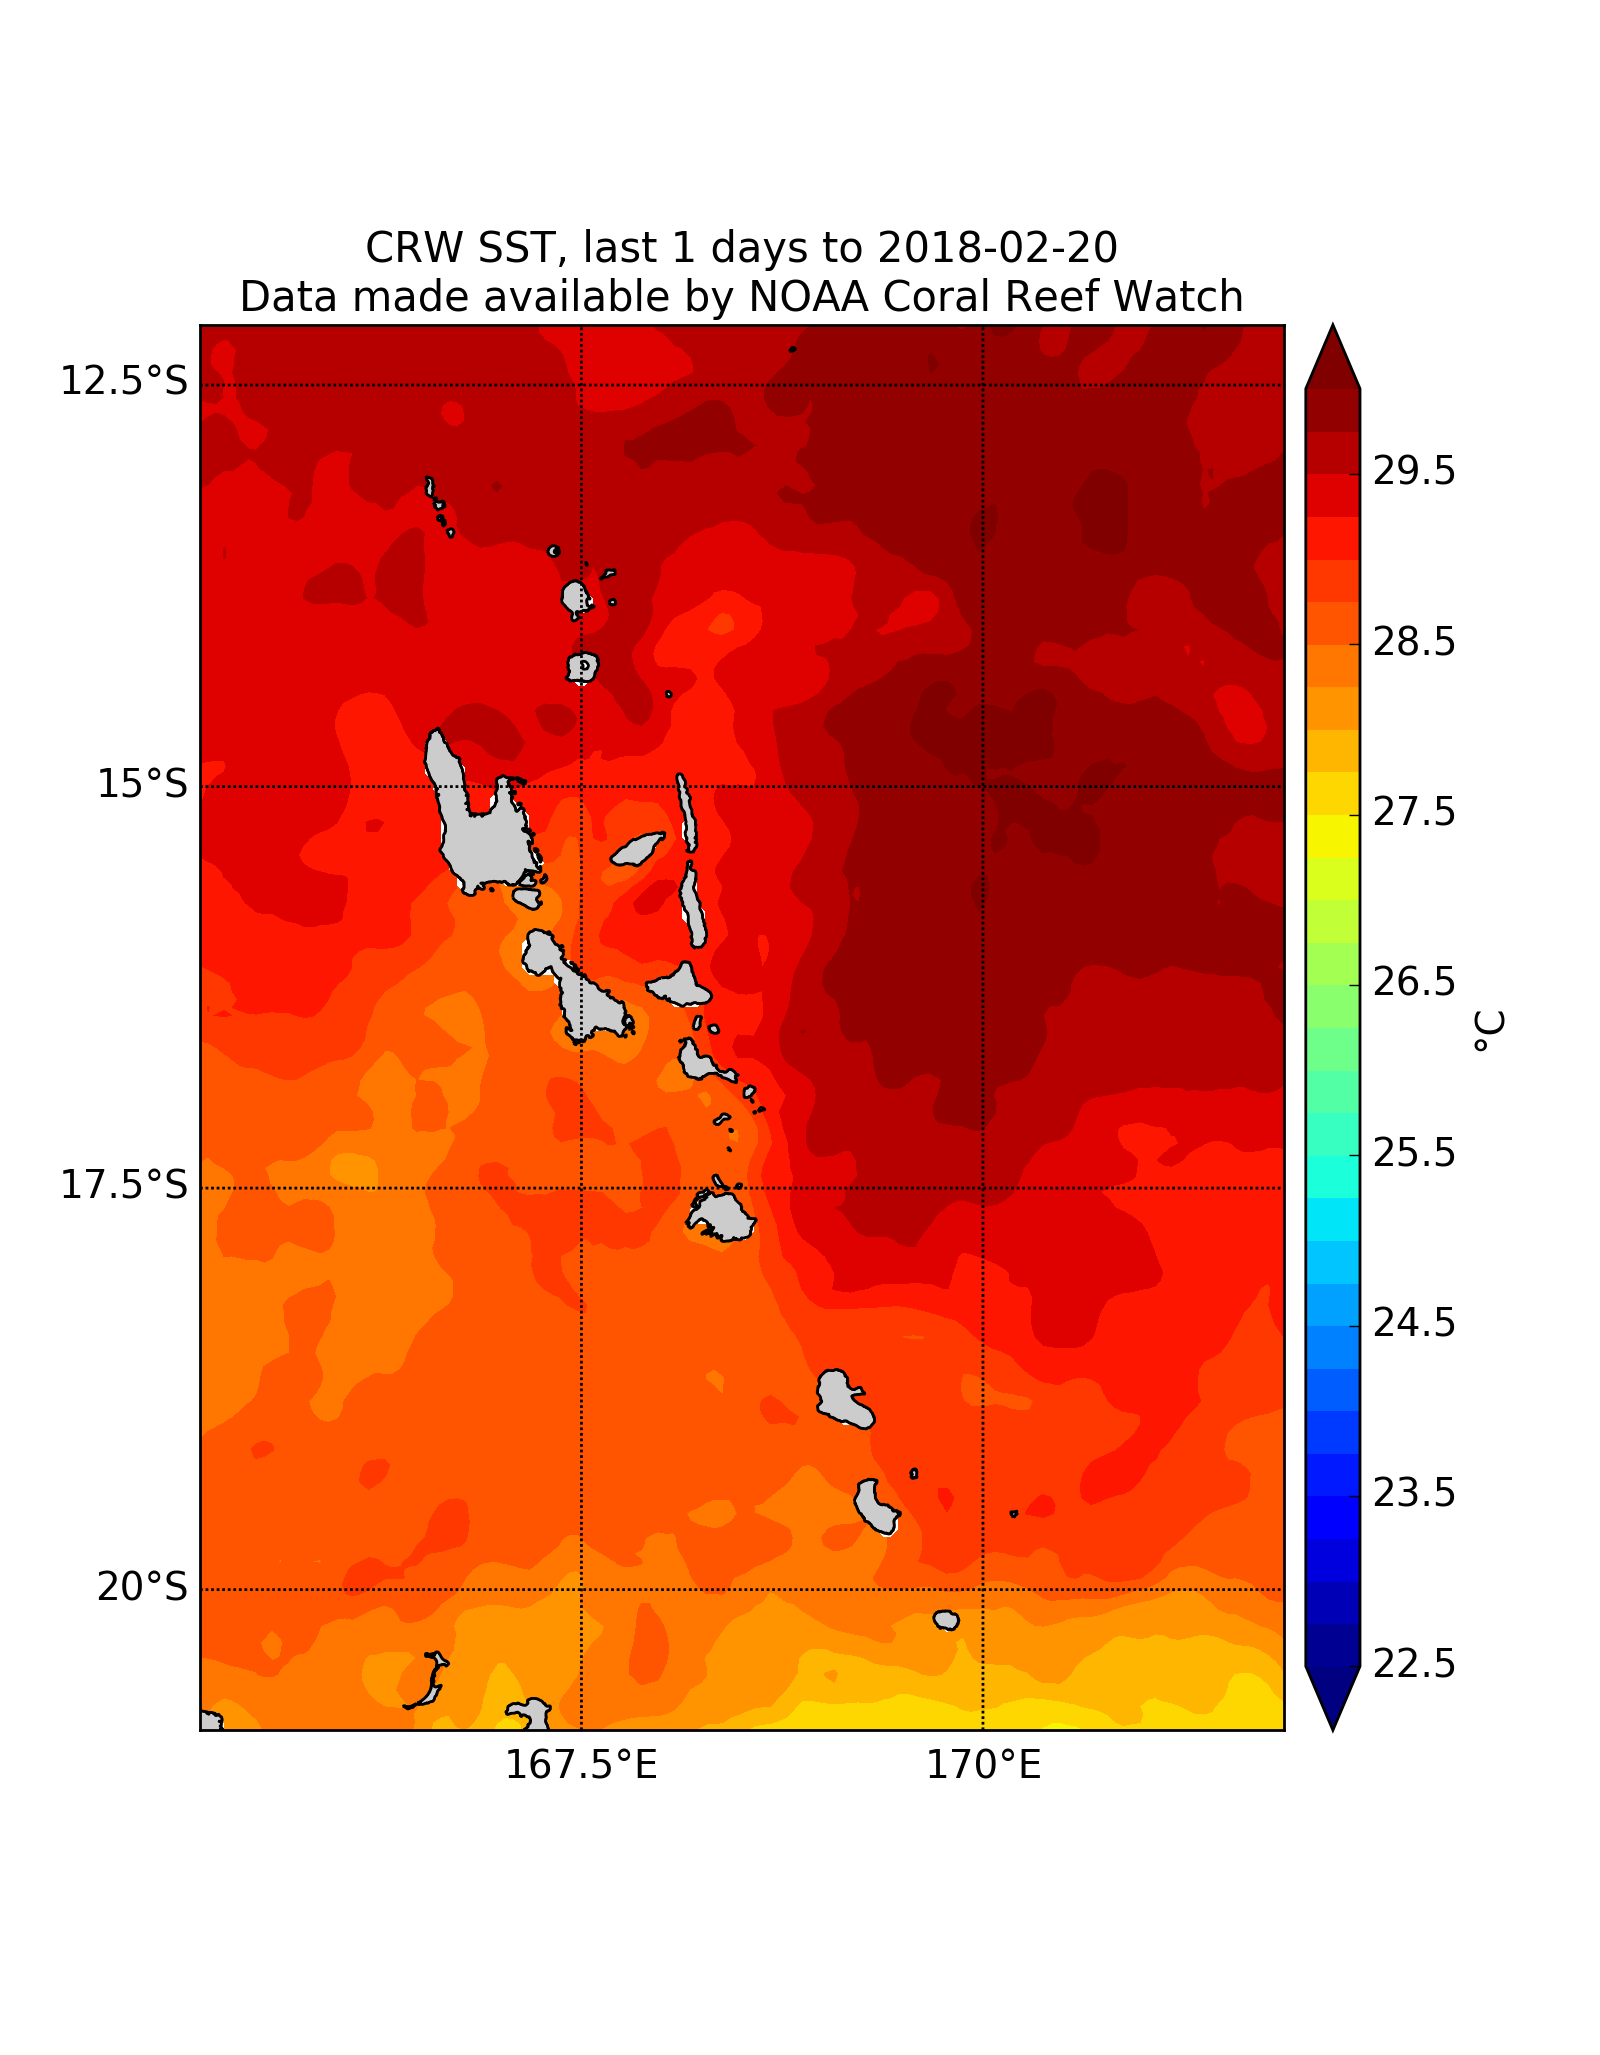 CRW SST, last 1 days to 2018-02-20
Data made available by NOAA Coral Reef Watch
12.5°S
15°S
17.5°S
20°S
167.5°E
170°E
29.5
28.5
27.5
26.5
25.5
24.5
23.5
22.5
°C